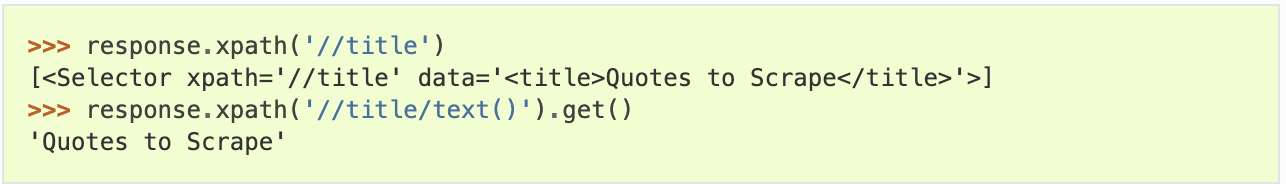 >>> response.xpath('//title')
[<Selector xpath='//title' data='<title>Quotes to Scrape</title>'>]
>>> response.xpath('//title/text()').get()
'Quotes to Scrape'